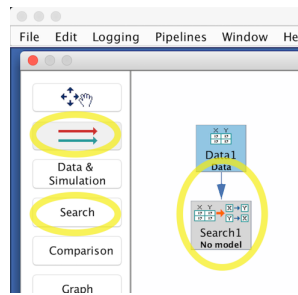 File Edit Logging Pipelines Window He
Data &
Simulation
Search
Comparison
Graph
X Y
Data1
Data
X Y
X Y
X Y
Search1
No model